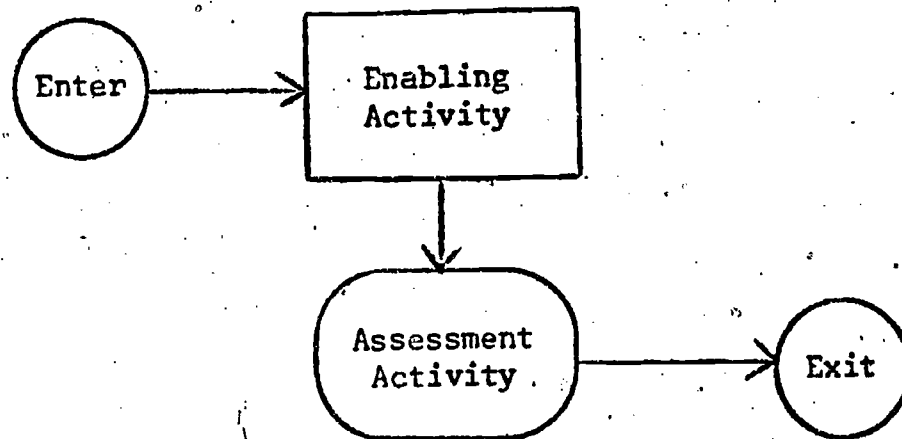 Enter
Enabling
Activity
Assessment
Activity
Exit